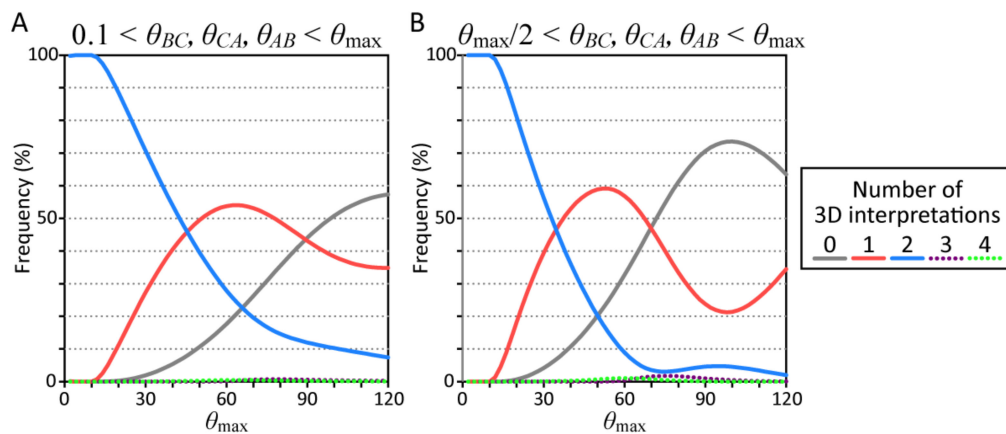 A
0.1 < θBC, θCA, θAB < θmax
100
50
0
Frequency (%)
0 30 60 90 120
θmax
B
θmax/2 < θBC, θCA, θAB < θmax
100
50
0
Frequency (%)
0 30 60 90 120
θmax
Number of
3D interpretations
0 1 2 3 4